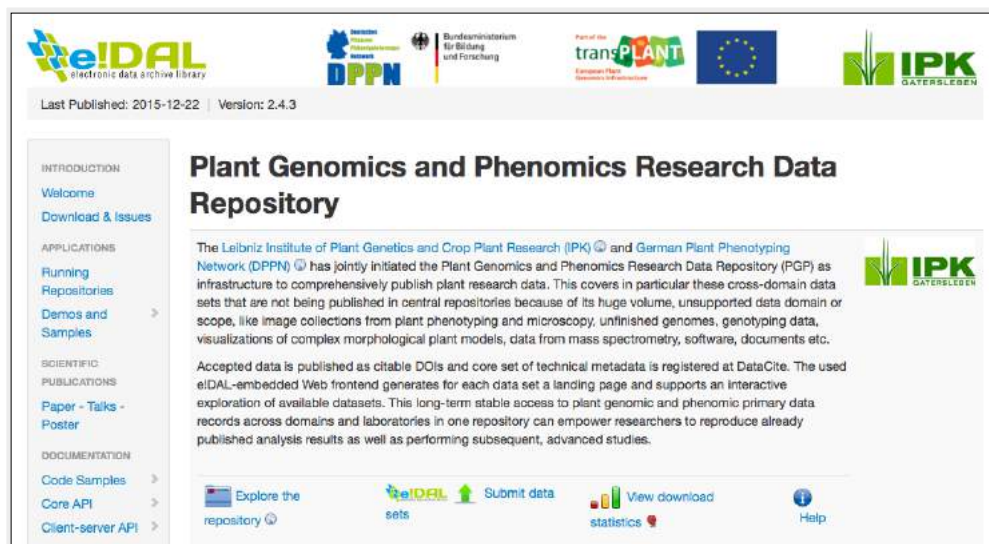 e!DAL
electronic data archive library
Deutsches
Pflanzen
Phänotypisierungs
Netzwerk
DPPN
Bundesministerium
für Bildung
und Forschung
Part of the
transPLANT
European Plant
Genomics Infrastructure
IPK
GATERSLEBEN
Last Published: 2015-12-22 | Version: 2.4.3
INTRODUCTION
Welcome
Download & Issues
APPLICATIONS
Running
Repositories
Demos and
Samples
SCIENTIFIC
PUBLICATIONS
Paper - Talks -
Poster
DOCUMENTATION
Code Samples
Core API
Client-server API
Plant Genomics and Phenomics Research Data
Repository
The Leibniz Institute of Plant Genetics and Crop Plant Research (IPK) and German Plant Phenotyping
Network (DPPN) has jointly initiated the Plant Genomics and Phenomics Research Data Repository (PGP) as
infrastructure to comprehensively publish plant research data. This covers in particular these cross-domain data
sets that are not being published in central repositories because of its huge volume, unsupported data domain or
scope, like image collections from plant phenotyping and microscopy, unfinished genomes, genotyping data,
visualizations of complex morphological plant models, data from mass spectrometry, software, documents etc.
Accepted data is published as citable DOIs and core set of technical metadata is registered at DataCite. The used
e!DAL-embedded Web frontend generates for each data set a landing page and supports an interactive
exploration of available datasets. This long-term stable access to plant genomic and phenomic primary data
records across domains and laboratories in one repository can empower researchers to reproduce already
published analysis results as well as performing subsequent, advanced studies.
IPK
GATERSLEBEN
Explore the
repository
e!DAL Submit data
sets
View download
statistics
Help